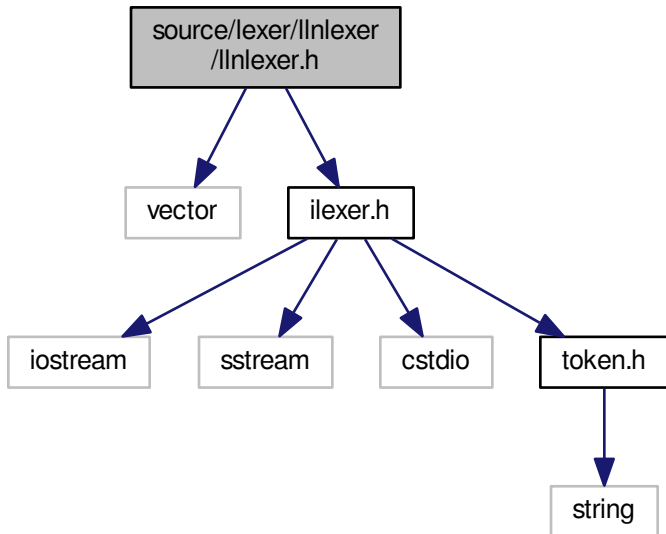 source/lexer/llnlexer
/llnlexer.h
vector
ilexer.h
iostream
sstream
cstdio
token.h
string